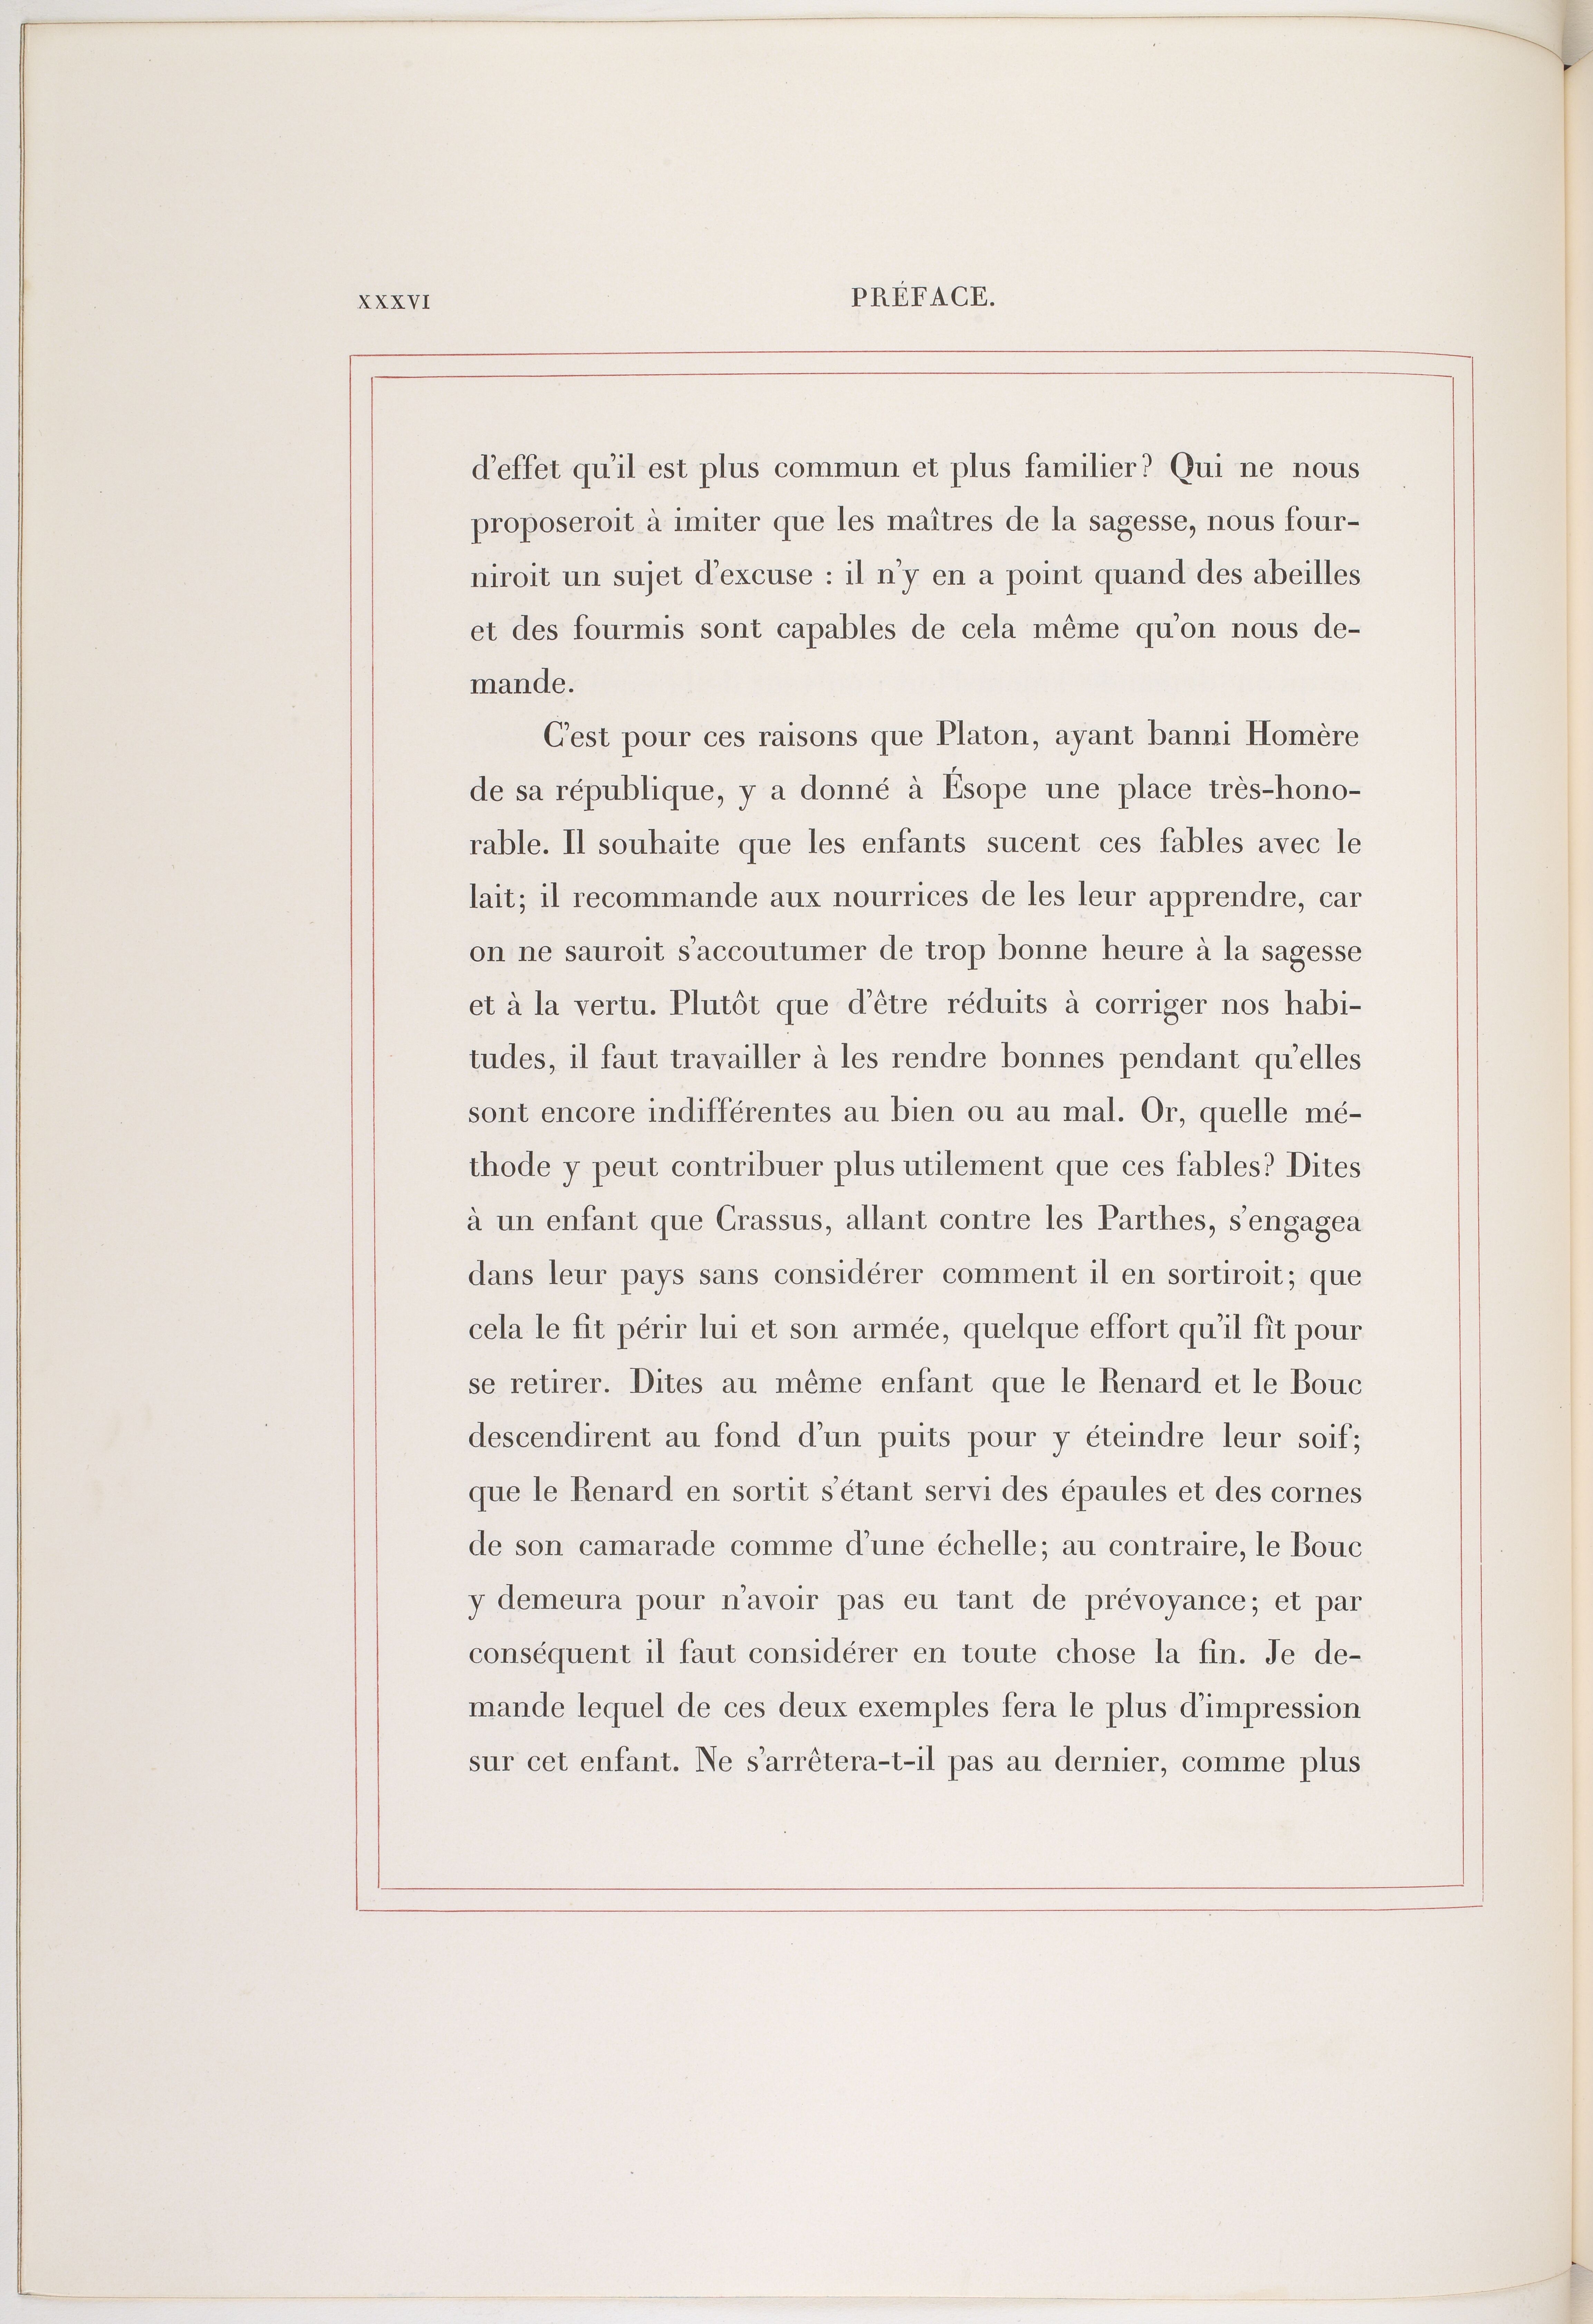 XXXVI
PRÉFACE.
d'effet qu'il est plus commun et plus familier? Qui ne nous
proposeroit à imiter que les maîtres de la sagesse, nous four-
niroit un sujet d'excuse : il n'y en a point quand des abeilles
et des fourmis sont capables de cela même qu'on nous de-
mande.
C'est pour ces raisons que Platon, ayant banni Homère
de sa république, y a donné à Ésope une place très-hono-
rable. Il souhaite que les enfants sucent ces fables avec le
lait; il recommande aux nourrices de les leur apprendre, car
on ne sauroit s'accoutumer de trop bonne heure à la sagesse
et à la vertu. Plutôt que d'être réduits à corriger nos habi-
tudes, il faut travailler à les rendre bonnes pendant qu'elles
sont encore indifférentes au bien ou au mal. Or, quelle mé-
thode y peut contribuer plus utilement que ces fables? Dites
à un enfant que Crassus, allant contre les Parthes, s'engagea
dans leur pays sans considérer comment il en sortiroit; que
cela le fit périr lui et son armée, quelque effort qu'il fît pour
se retirer. Dites au même enfant que le Renard et le Bouc
descendirent au fond d'un puits pour y éteindre leur soif;
que le Renard en sortit s'étant servi des épaules et des cornes
de son camarade comme d'une échelle; au contraire, le Bouc
y demeura pour n'avoir pas eu tant de prévoyance; et par
conséquent il faut considérer en toute chose la fin. Je de-
mande lequel de ces deux exemples fera le plus d'impression
sur cet enfant. Ne s'arrêtera-t-il pas au dernier, comme plus